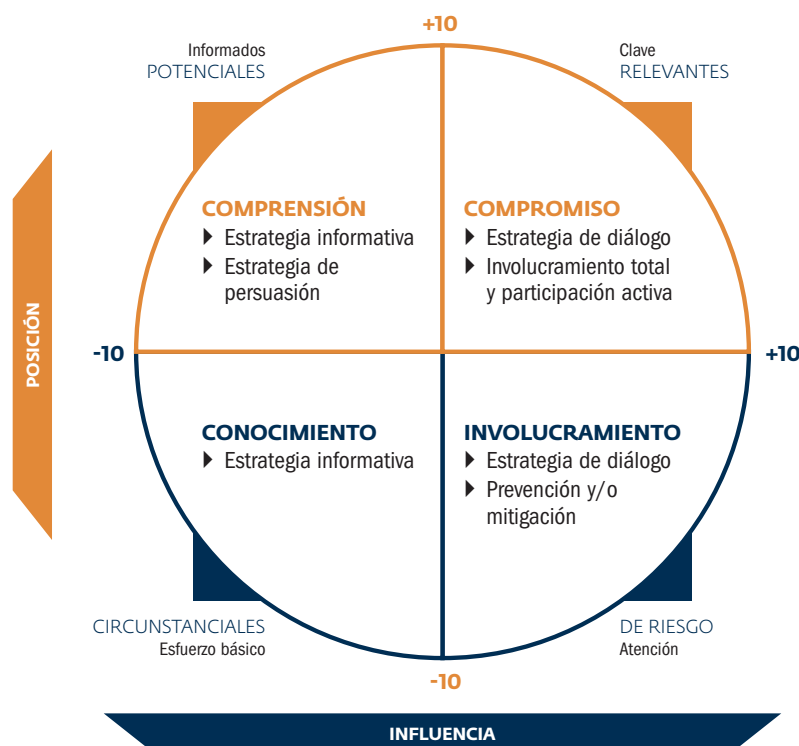 +10
Informados
POTENCIALES
Clave
RELEVANTES
COMPRENSIÓN
Estrategia informativa
Estrategia de
persuasión
COMPROMISO
Estrategia de diálogo
Involucramiento total
y participación activa
POSICIÓN
-10
+10
CONOCIMIENTO
Estrategia informativa
INVOLUCRAMIENTO
Estrategia de diálogo
Prevención y/o
mitigación
CIRCUNSTANCIALES
Esfuerzo básico
DE RIESGO
Atención
-10
INFLUENCIA